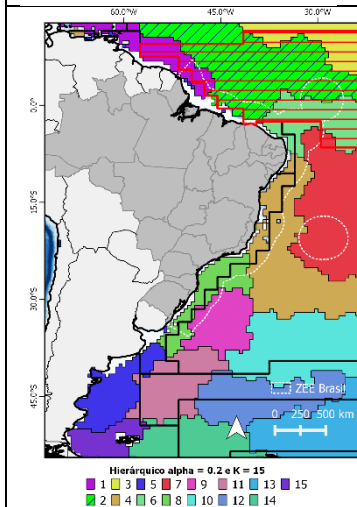 60.0°W 45.0°W 30.0°W
0.0°
15.0°S
30.0°S
45.0°S
ZEE Brasil
0 250 500 km
Hierárquico alpha = 0.2 e K = 15
1 3 5 7 9 11 13 15
2 4 6 8 10 12 14